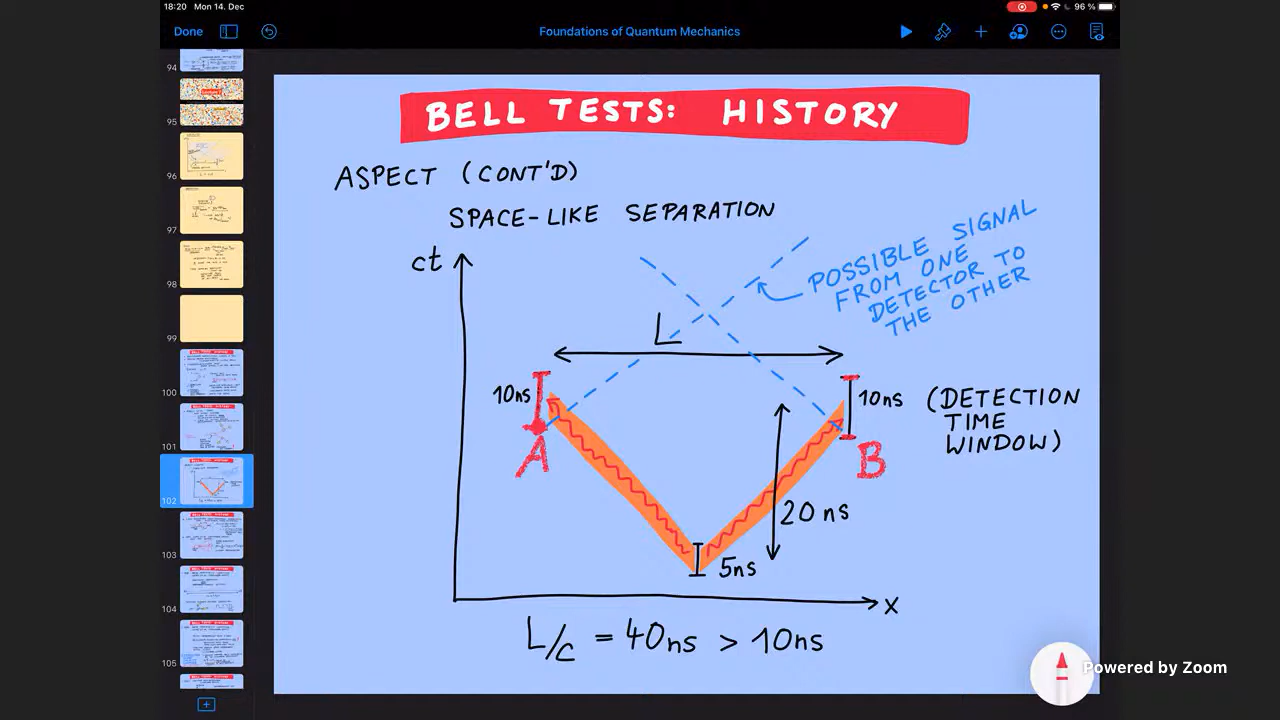 18:20 Mon 14. Dec
96 %
Done
Foundations of Quantum Mechanics
94
95
96
97
98
99
100
101
102
103
104
105
BELL TESTS: HISTORY
ASPECT (CONT'D)
SPACE-LIKE SEPARATION
ct
POSSIBLE SIGNAL
FROM ONE
DETECTOR TO
THE OTHER
L
10ns
10ns
(DETECTION
TIME
WINDOW)
A
B
20 ns
5ns
x
L/c = 40ns > 10ns
Powered by Zoom